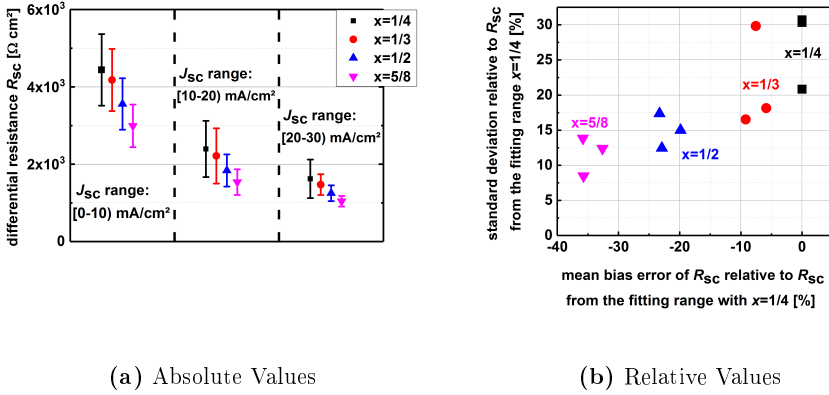 differential resistance RSC [Ω cm²]
6x10³
4x10³
2x10³
0
x=1/4
x=1/3
x=1/2
x=5/8
JSC range:
[10-20) mA/cm²
JSC range:
[20-30) mA/cm²
JSC range:
[0-10) mA/cm²
(a) Absolute Values
standard deviation relative to RSC
from the fitting range x=1/4 [%]
30
25
20
15
10
5
0
x=1/4
x=1/3
x=5/8
x=1/2
-40 -30 -20 -10 0
mean bias error of RSC relative to RSC
from the fitting range with x=1/4 [%]
(b) Relative Values